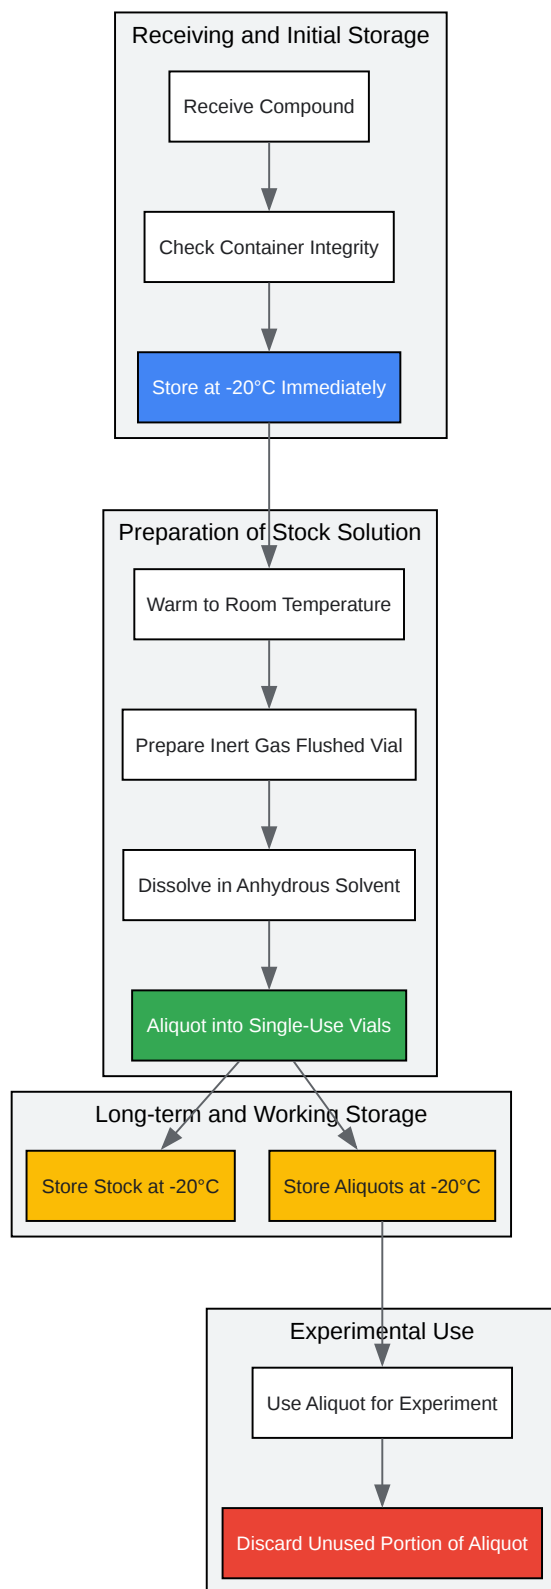 Receiving and Initial Storage
Receive Compound
Check Container Integrity
Store at -20°C Immediately
Preparation of Stock Solution
Warm to Room Temperature
Prepare Inert Gas Flushed Vial
Dissolve in Anhydrous Solvent
Aliquot into Single-Use Vials
Long-term and Working Storage
Store Stock at -20°C
Store Aliquots at -20°C
Experimental Use
Use Aliquot for Experiment
Discard Unused Portion of Aliquot